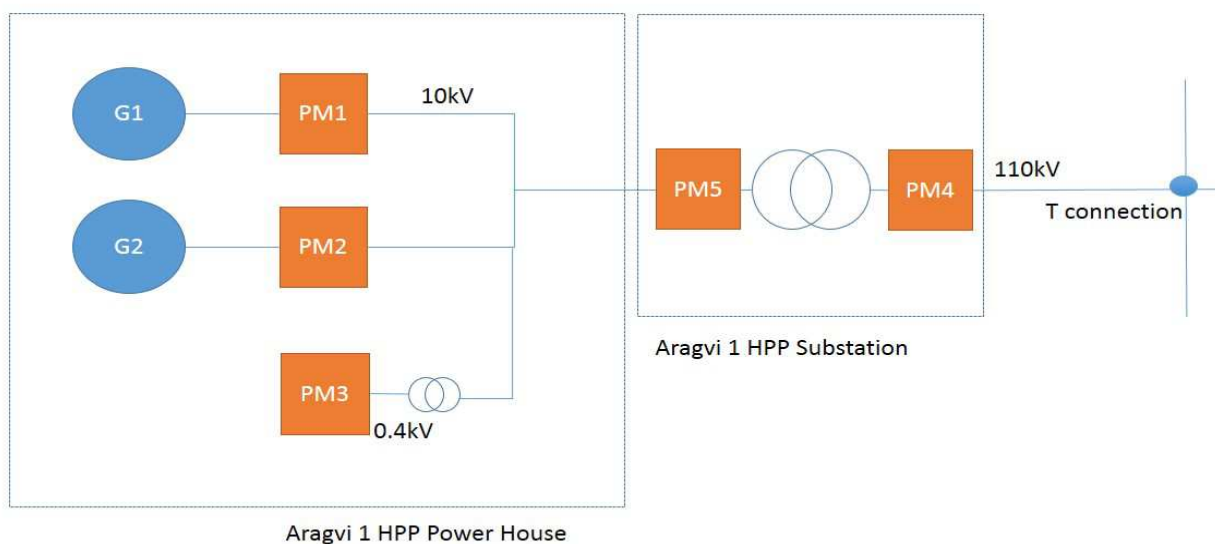 G1
PM1
10kV
G2
PM2
PM3
0.4kV
Aragvi 1 HPP Power House
PM5
PM4
110kV
T connection
Aragvi 1 HPP Substation